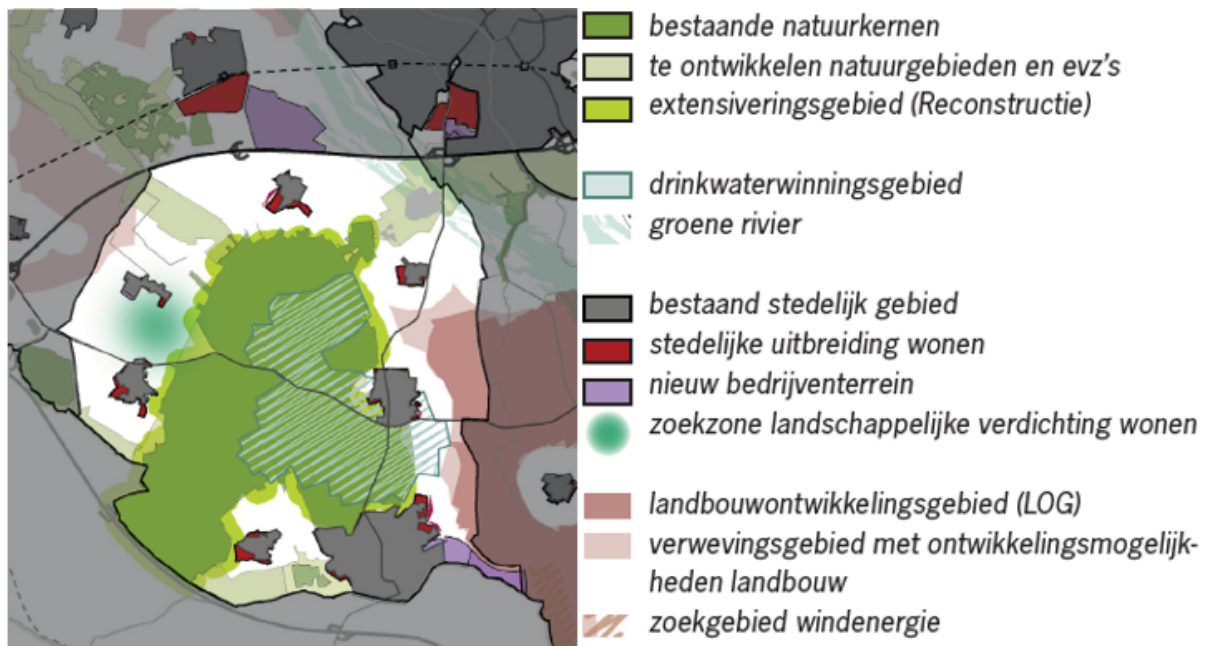 bestaande natuurkernen
te ontwikkelen natuurgebieden en evz's
extensiveringsgebied (Reconstructie)
drinkwaterwinningsgebied
groene rivier
bestaand stedelijk gebied
stedelijke uitbreiding wonen
nieuw bedrijventerrein
zoekzone landschappelijke verdichting wonen
landbouwontwikkelingsgebied (LOG)
verwevingsgebied met ontwikkelingsmogelijk-
heden landbouw
zoekgebied windenergie